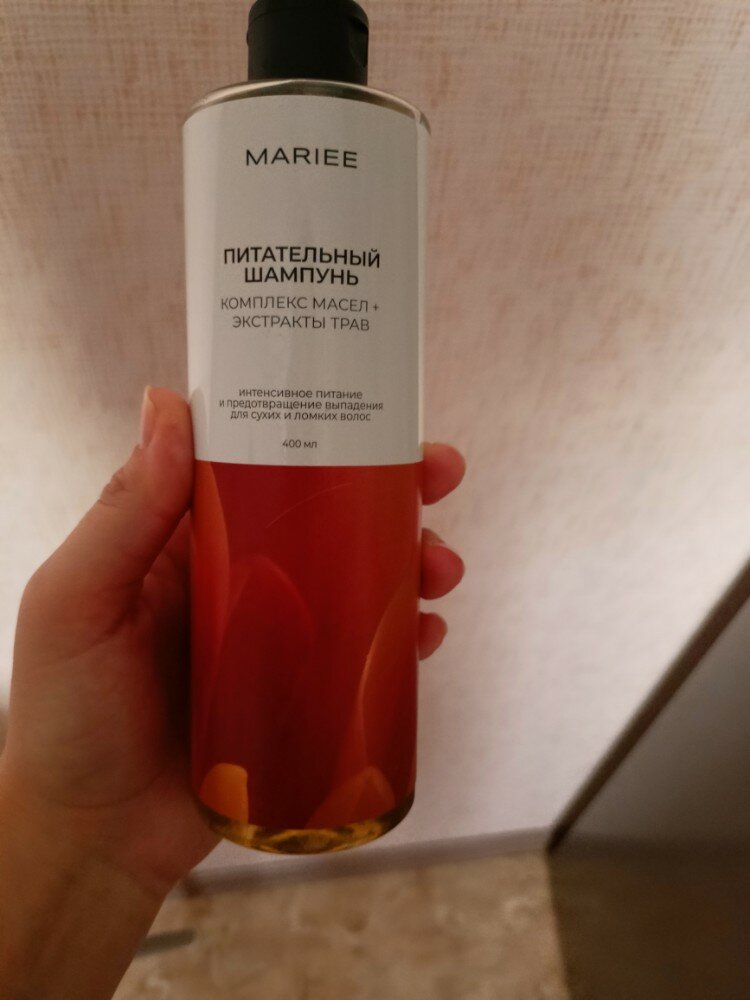 MARIEE
ПИТАТЕЛЬНЫЙ
ШАМПУНЬ
КОМПЛЕКС МАСЕЛ +
ЭКСТРАКТЫ ТРАВ
интенсивное питание
и предотвращение выпадения
для сухих и ломких волос
400 мл